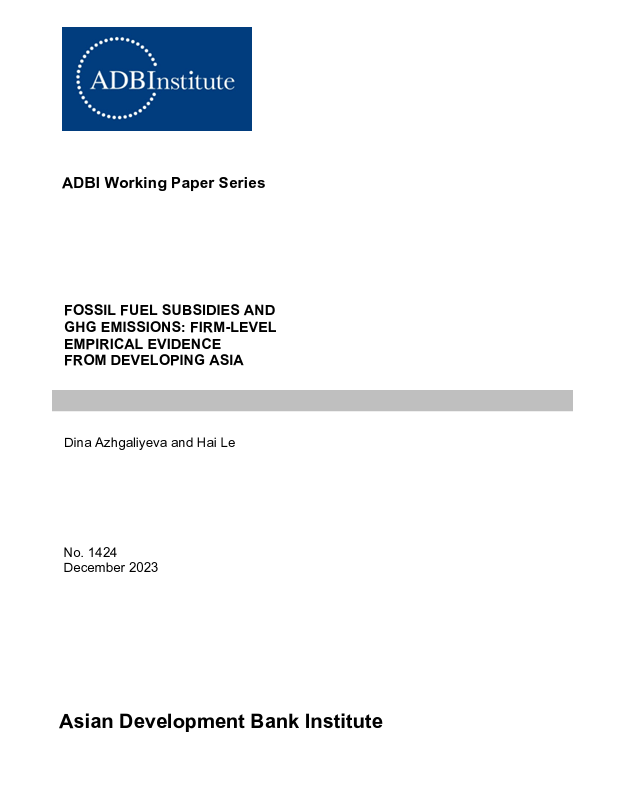 ADBInstitute
ADBI Working Paper Series
FOSSIL FUEL SUBSIDIES AND
GHG EMISSIONS: FIRM-LEVEL
EMPIRICAL EVIDENCE
FROM DEVELOPING ASIA
Dina Azhgaliyeva and Hai Le
No. 1424
December 2023
Asian Development Bank Institute